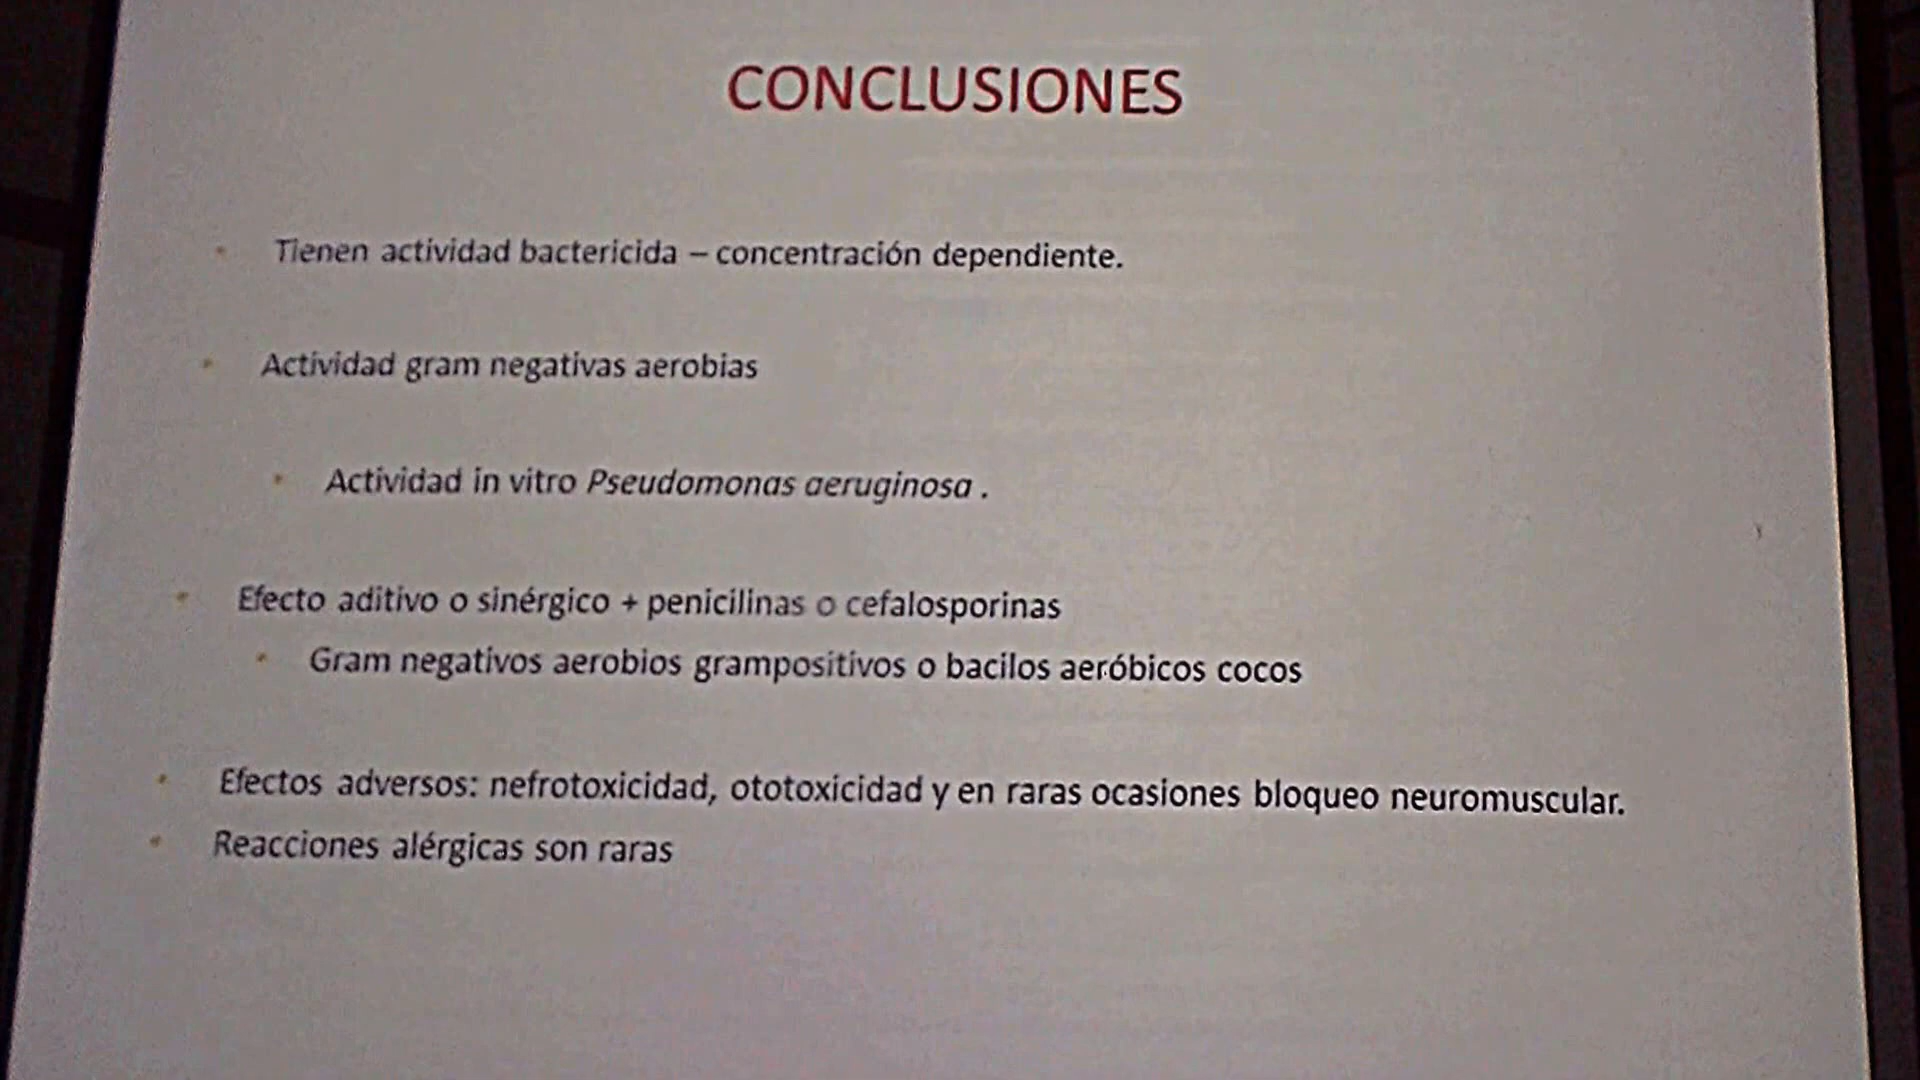 CONCLUSIONES
• Tienen actividad bactericida – concentración dependiente.
• Actividad gram negativas aerobias
• Actividad in vitro Pseudomonas aeruginosa .
• Efecto aditivo o sinérgico + penicilinas o cefalosporinas
• Gram negativos aerobios grampositivos o bacilos aeróbicos cocos
• Efectos adversos: nefrotoxicidad, ototoxicidad y en raras ocasiones bloqueo neuromuscular.
• Reacciones alérgicas son raras